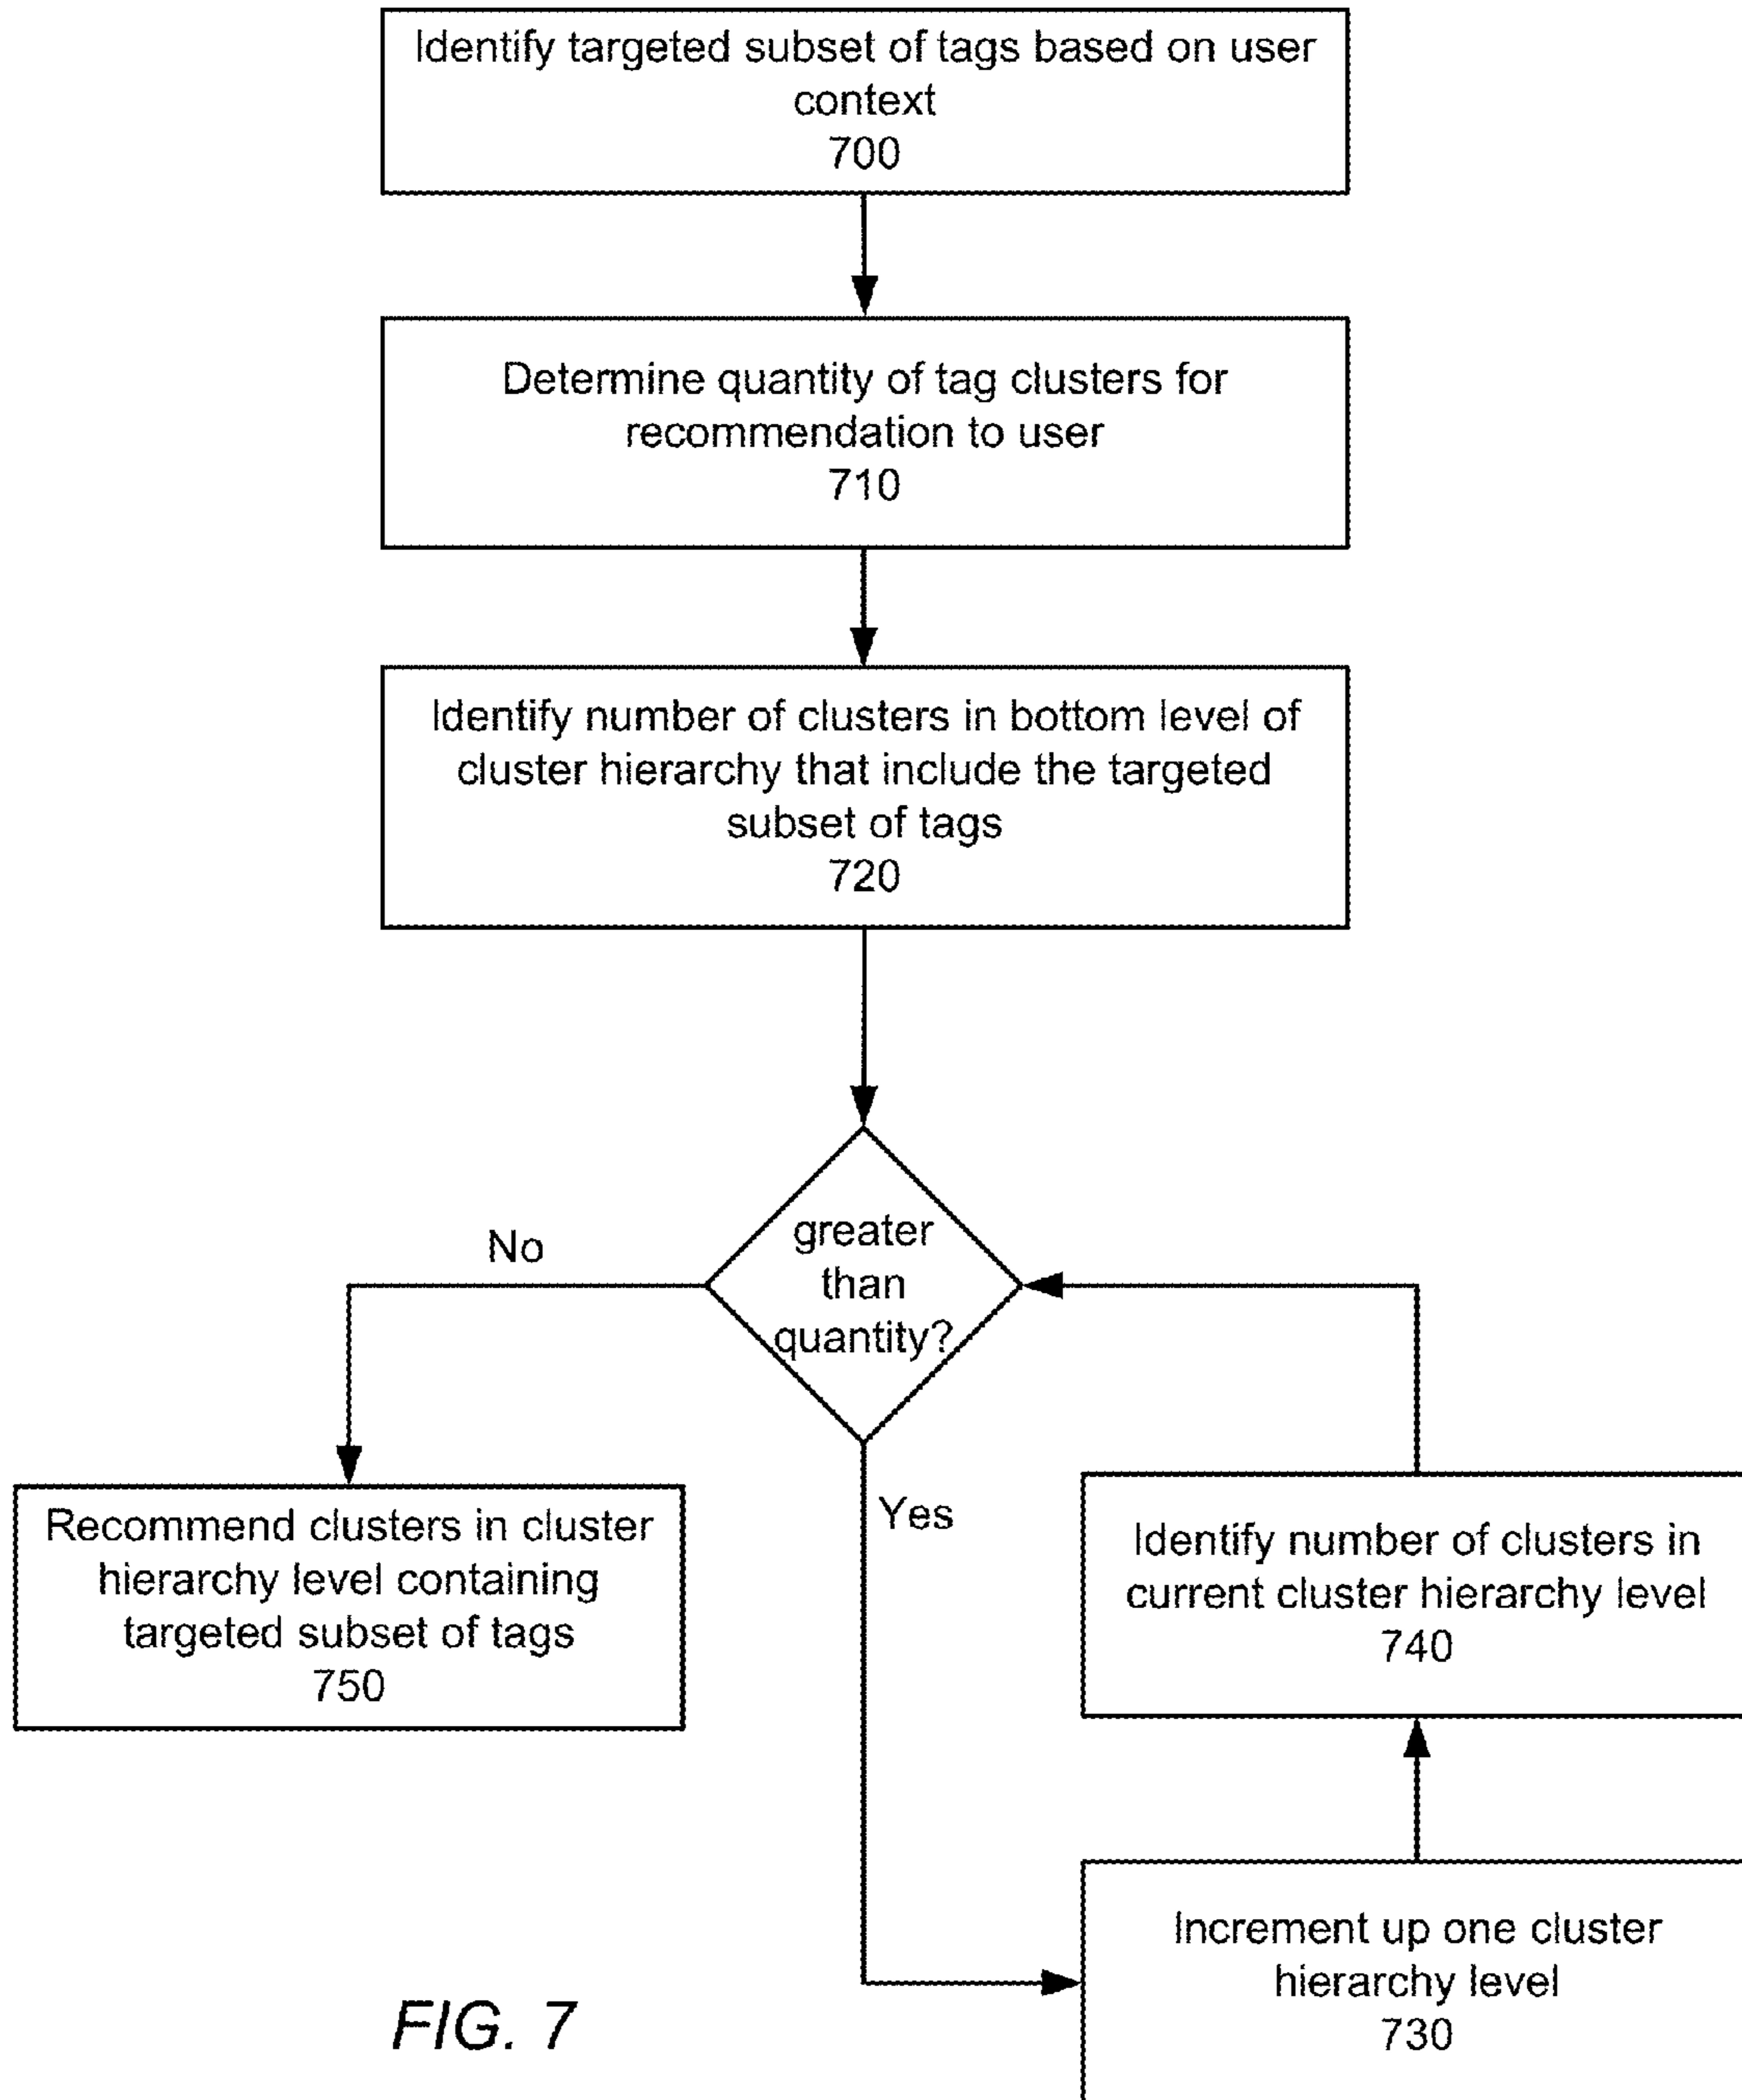 Identify targeted subset of tags based on user
context
700
Determine quantity of tag clusters for
recommendation to user
710
Identify number of clusters in bottom level of
cluster hierarchy that include the targeted
subset of tags
720
greater
than
quantity?
No
Yes
Recommend clusters in cluster
hierarchy level containing
targeted subset of tags
750
Identify number of clusters in
current cluster hierarchy level
740
Increment up one cluster
hierarchy level
730
FIG. 7